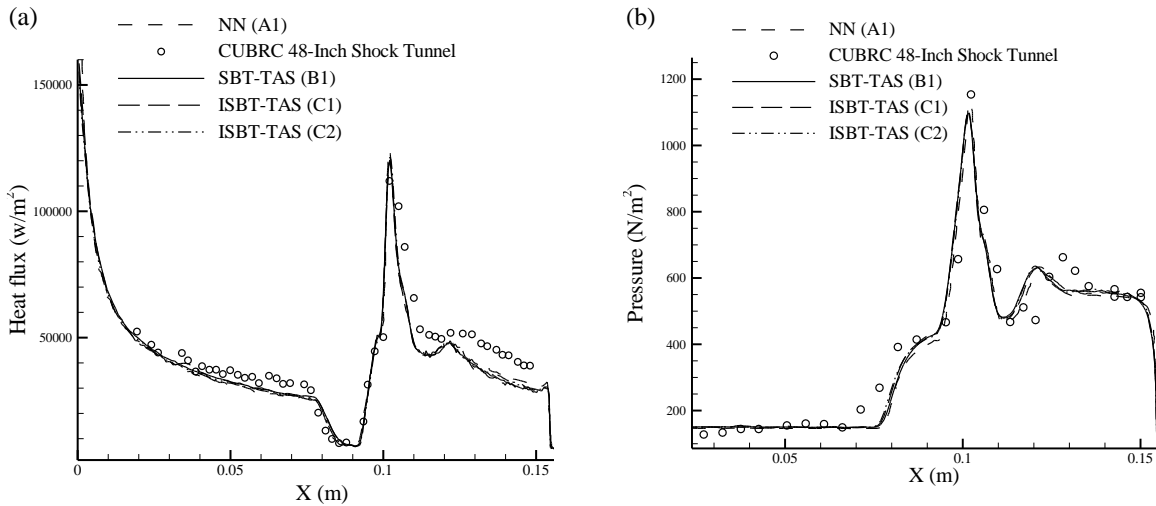 (a)
NN (A1)
CUBRC 48-Inch Shock Tunnel
SBT-TAS (B1)
ISBT-TAS (C1)
ISBT-TAS (C2)
150000
100000
50000
Heat flux (w/m²)
0
0.05
0.1
0.15
X (m)
(b)
NN (A1)
CUBRC 48-Inch Shock Tunnel
SBT-TAS (B1)
ISBT-TAS (C1)
ISBT-TAS (C2)
1200
1000
800
600
400
200
Pressure (N/m²)
0.05
0.1
0.15
X (m)